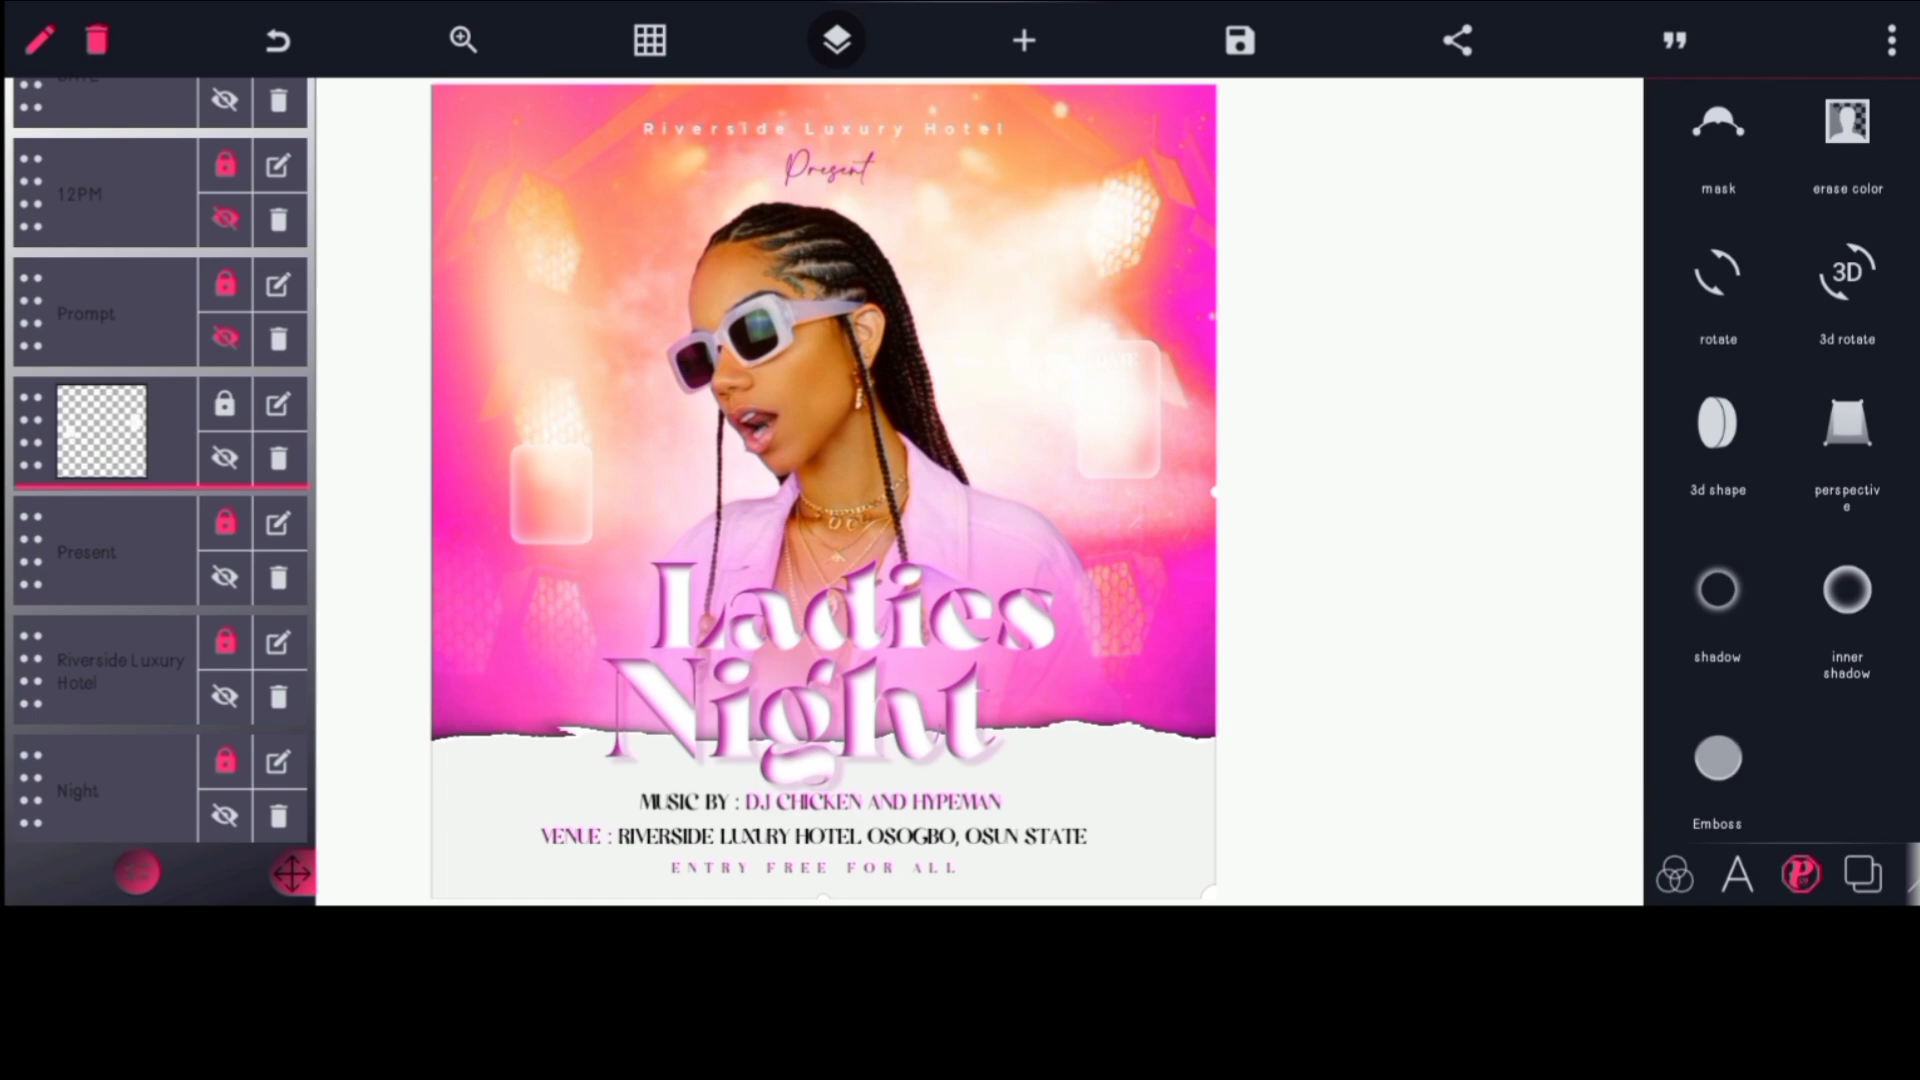 12PM
Prompt
Present
Riverside Luxury
Hotel
Night
Riverside Luxury Hotel
Present
DATE
Ladies
Night
MUSIC BY : DJ CHICKEN AND HYPEMAN
VENUE : RIVERSIDE LUXURY HOTEL OSOGBO, OSUN STATE
ENTRY FREE FOR ALL
mask
erase color
rotate
3D
3d rotate
3d shape
perspectiv
e
shadow
inner
shadow
Emboss